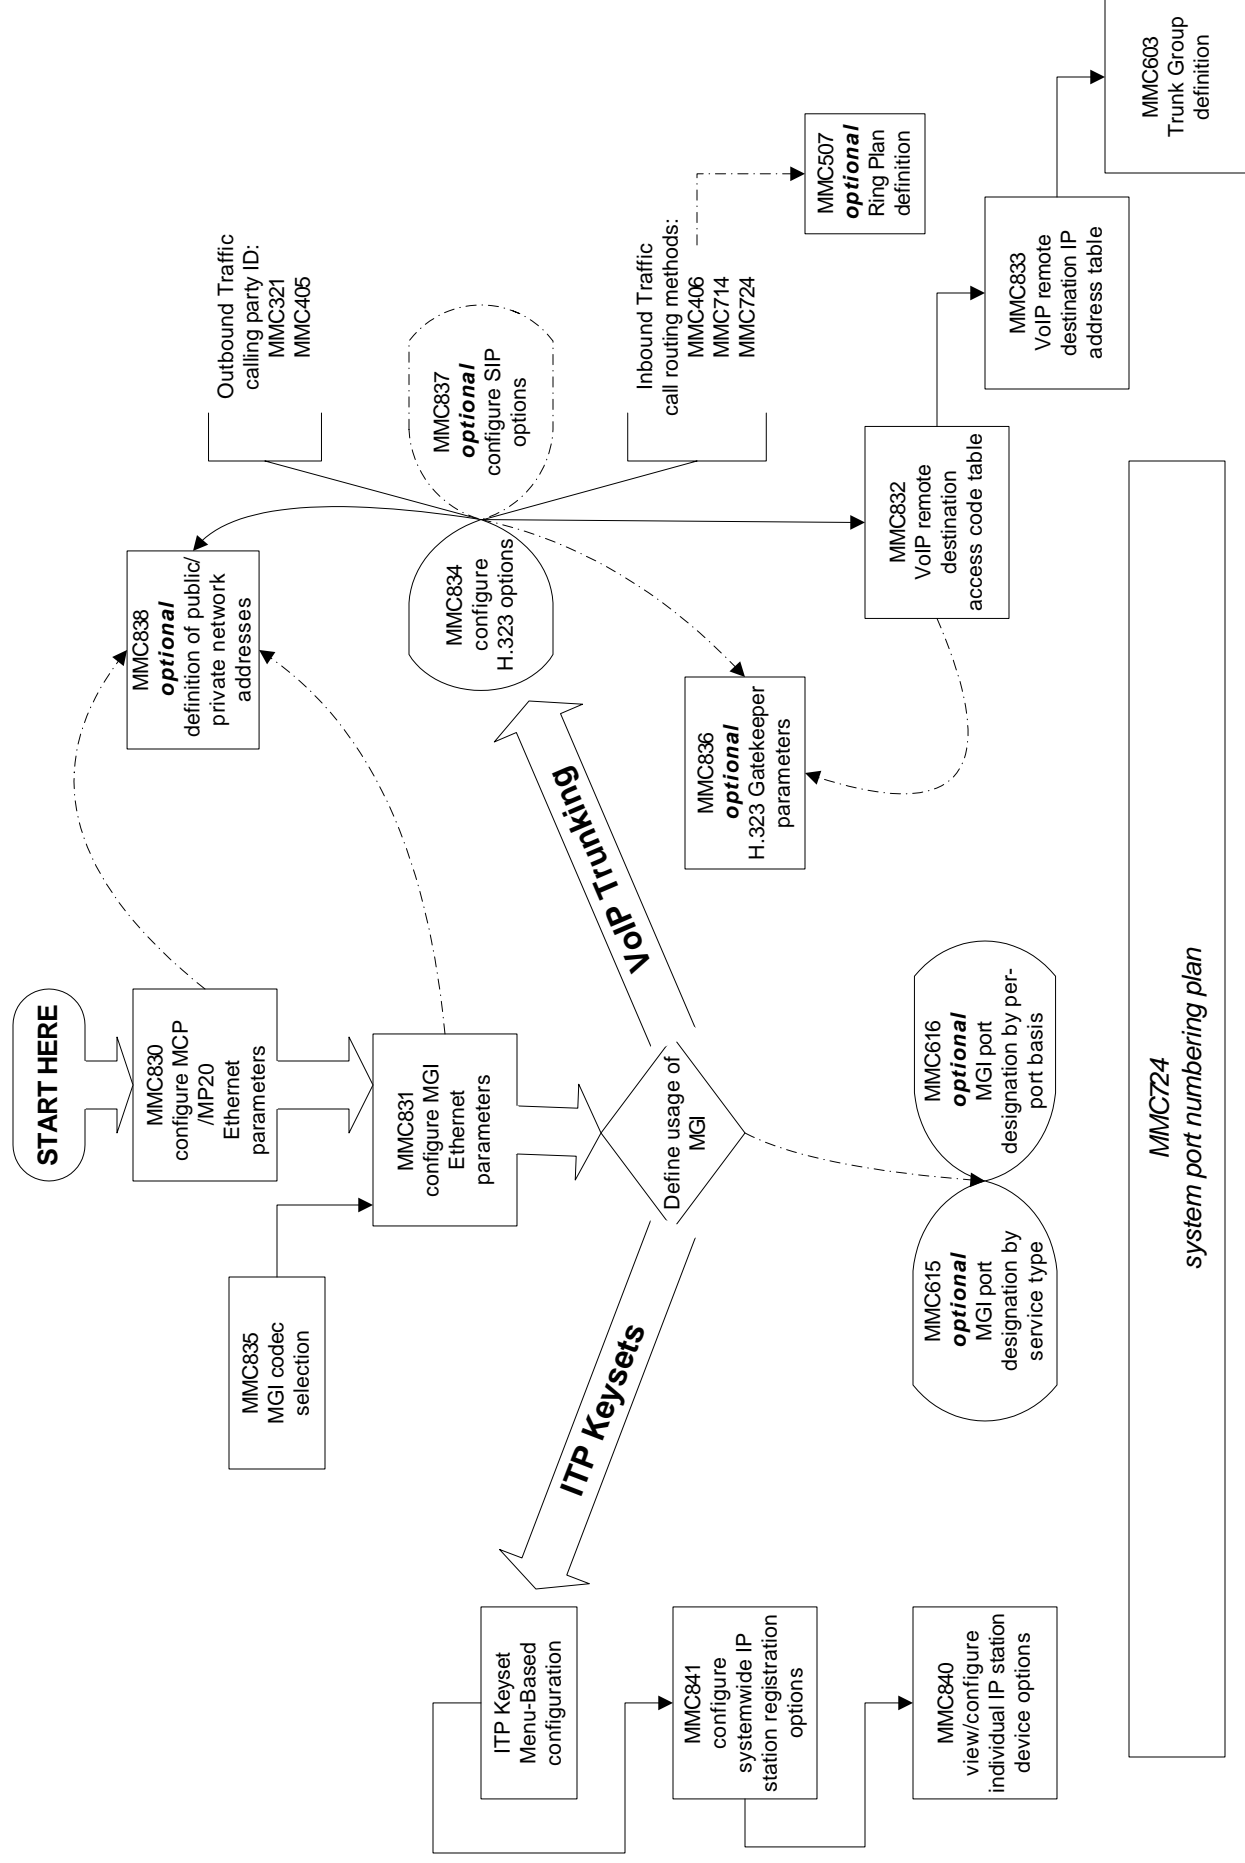 START HERE
MMC830
configure MCP
/MP20
Ethernet
parameters
MMC835
MGI codec
selection
MMC831
configure MGI
Ethernet
parameters
MMC838
optional
definition of public/
private network
addresses
Outbound Traffic
calling party ID:
MMC321
MMC405
Define usage of
MGI
ITP Keysets
VoIP Trunking
MMC834
configure
H.323 options
MMC837
optional
configure SIP
options
ITP Keyset
Menu-Based
configuration
MMC841
configure
systemwide IP
station registration
options
MMC840
view/configure
individual IP station
device options
MMC615
optional
MGI port
designation by
service type
MMC616
optional
MGI port
designation by per-
port basis
MMC836
optional
H.323 Gatekeeper
parameters
Inbound Traffic
call routing methods:
MMC406
MMC714
MMC724
MMC507
optional
Ring Plan
definition
MMC832
VoIP remote
destination
access code table
MMC833
VoIP remote
destination IP
address table
MMC603
Trunk Group
definition
MMC724
system port numbering plan